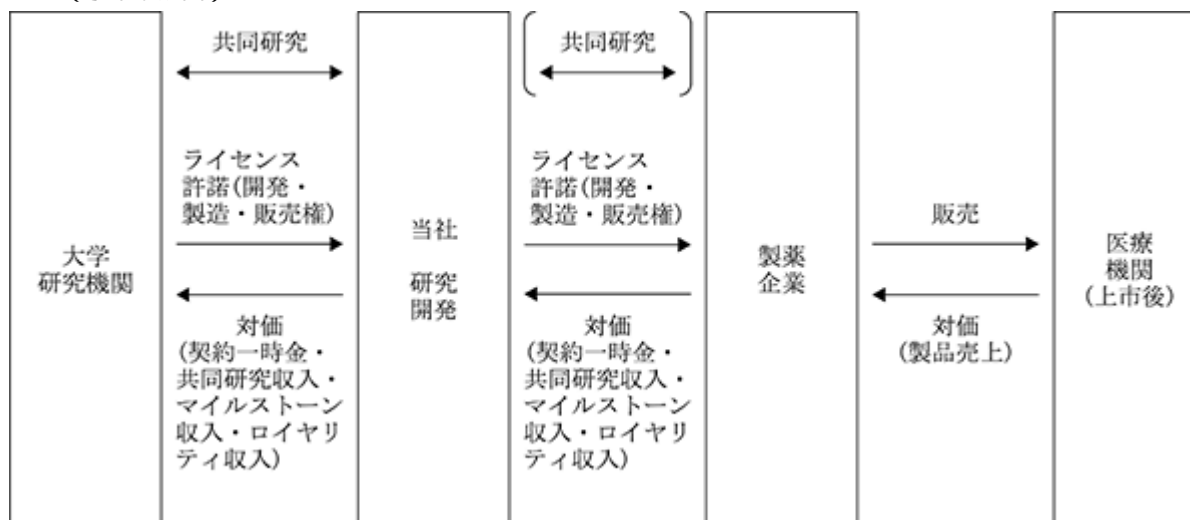 共同研究
共同研究
ライセンス
許諾(開発・
製造・販売権)
ライセンス
許諾(開発・
製造・販売権)
大学
研究機関
当社
研究
開発
製薬
企業
販売
医療
機関
(上市後)
対価
(契約一時金・
共同研究収入・
マイルストーン
収入・ロイヤリ
ティ収入)
対価
(契約一時金・
共同研究収入・
マイルストーン
収入・ロイヤリ
ティ収入)
対価
(製品売上)